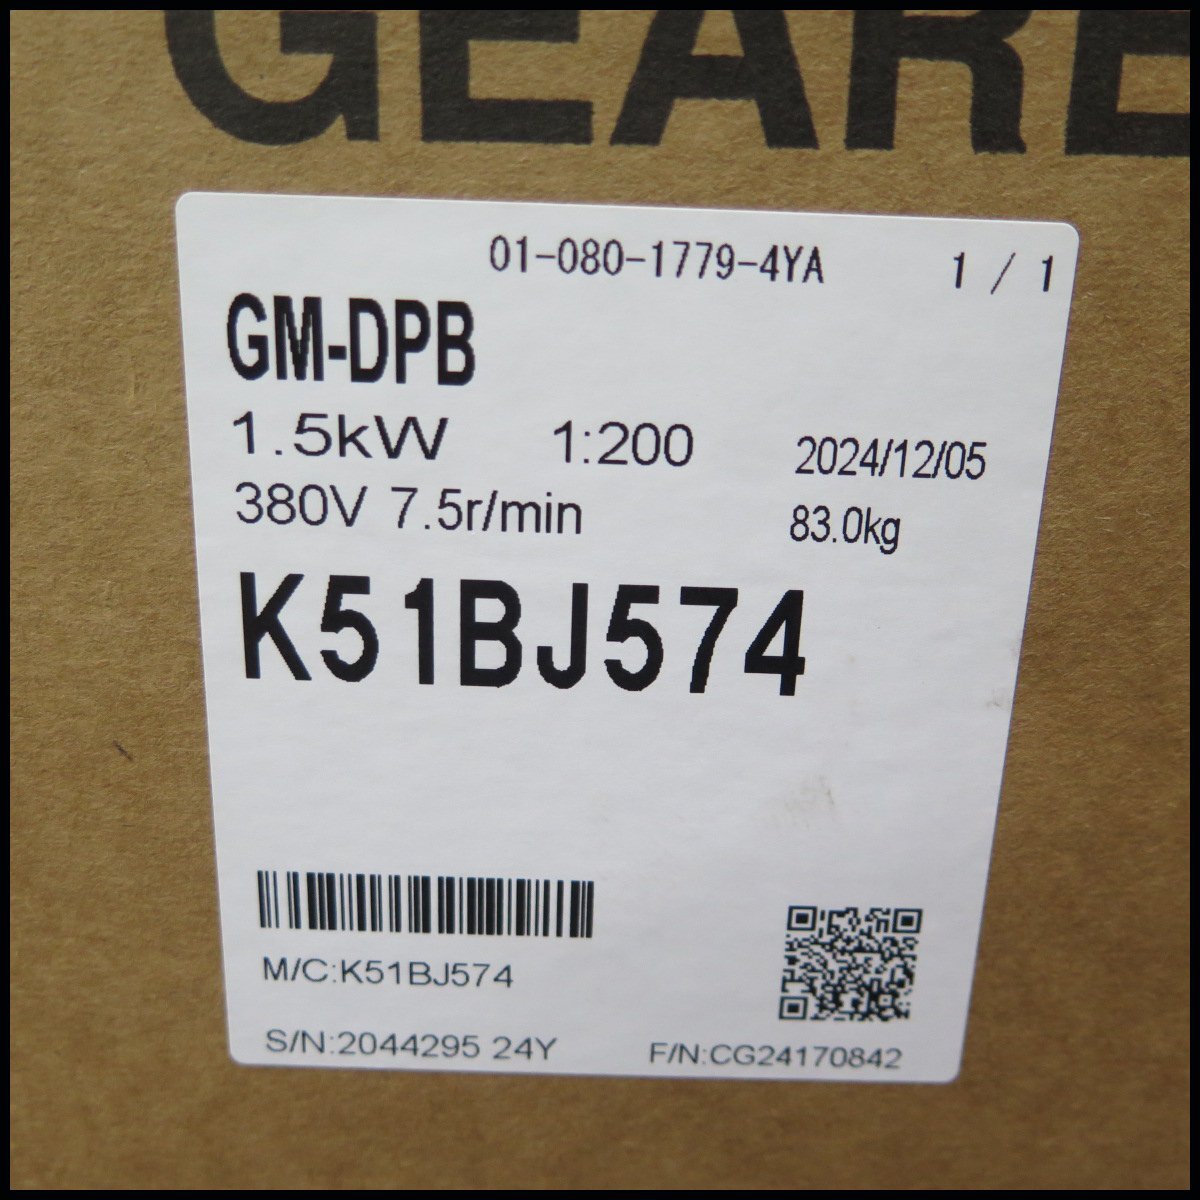 GEARE
01-080-1779-4YA 1 / 1
GM-DPB
1.5kW 1:200 2024/12/05
380V 7.5r/min 83.0kg
K51BJ574
M/C:K51BJ574
S/N:2044295 24Y F/N:CG24170842